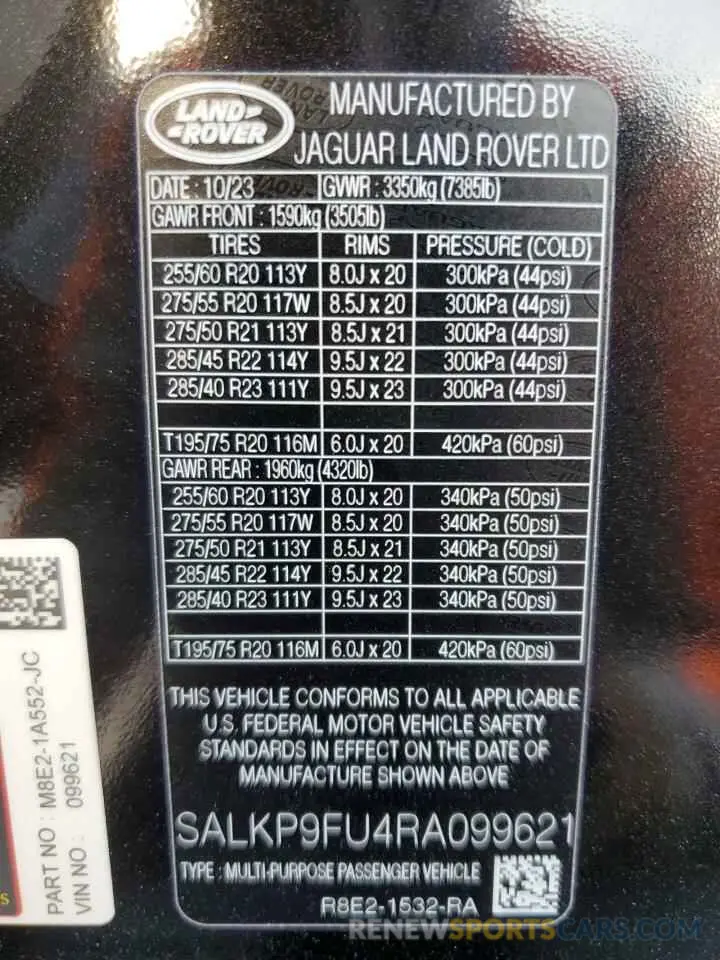 LAND
ROVER
MANUFACTURED BY
JAGUAR LAND ROVER LTD
DATE : 10/23 GVWR : 3350kg (7385lb)
GAWR FRONT : 1590kg (3505lb)
TIRES RIMS PRESSURE (COLD)
255/60 R20 113Y 8.0J x 20 300kPa (44psi)
275/55 R20 117W 8.5J x 20 300kPa (44psi)
275/50 R21 113Y 8.5J x 21 300kPa (44psi)
285/45 R22 114Y 9.5J x 22 300kPa (44psi)
285/40 R23 111Y 9.5J x 23 300kPa (44psi)
T195/75 R20 116M 6.0J x 20 420kPa (60psi)
GAWR REAR : 1960kg (4320lb)
255/60 R20 113Y 8.0J x 20 340kPa (50psi)
275/55 R20 117W 8.5J x 20 340kPa (50psi)
275/50 R21 113Y 8.5J x 21 340kPa (50psi)
285/45 R22 114Y 9.5J x 22 340kPa (50psi)
285/40 R23 111Y 9.5J x 23 340kPa (50psi)
T195/75 R20 116M 6.0J x 20 420kPa (60psi)
THIS VEHICLE CONFORMS TO ALL APPLICABLE
U.S. FEDERAL MOTOR VEHICLE SAFETY
STANDARDS IN EFFECT ON THE DATE OF
MANUFACTURE SHOWN ABOVE
SALKP9FU4RA099621
TYPE : MULTI-PURPOSE PASSENGER VEHICLE
R8E2-1532-RA
PART NO : M8E2-1A552-JC
VIN NO : 099621
RENEWSPORTSCARS.COM